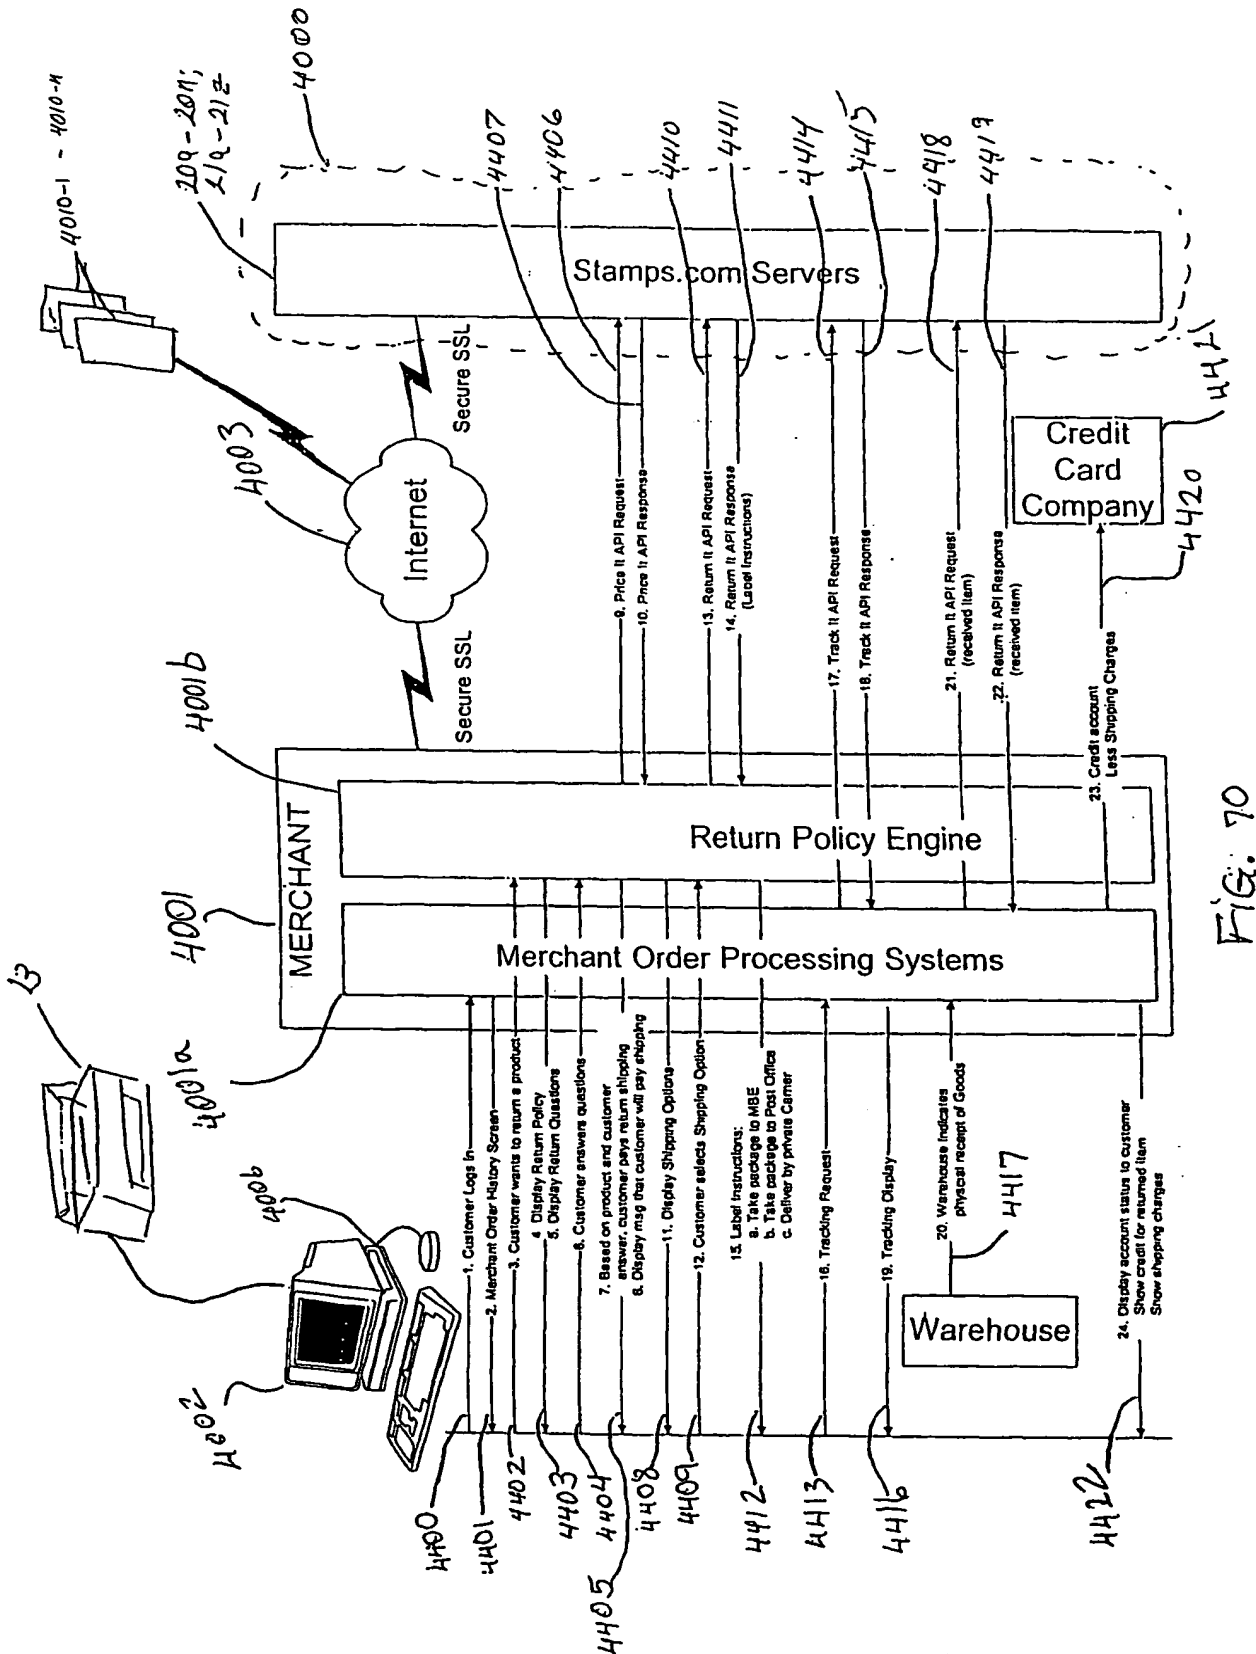 13
4002
4006
4001
4001a
4001b
4003
4010-1 - 4010-n
20a-20n;
21a-21z
4000
MERCHANT
Merchant Order Processing Systems
Return Policy Engine
Secure SSL
Internet
Secure SSL
Stamps.com Servers
4400
1. Customer Logs In
4401
2. Merchant Order History Screen
4402
3. Customer wants to return a product
4403
4. Display Return Policy
5. Display Return Questions
4404
6. Customer answers questions
4405
7. Based on product and customer
answer, customer pays return shipping
8. Display msg that customer will pay shipping
9. Price It API Request
4406
10. Price It API Response
4407
4408
11. Display Shipping Options
4409
12. Customer selects Shipping Option
13. Return It API Request
4410
14. Return It API Response
(Label Instructions)
4411
4412
15. Label Instructions:
a. Take package to MBE
b. Take package to Post Office
c. Deliver by private Carrier
4413
16. Tracking Request
17. Track It API Request
4414
18. Track It API Response
4415
4416
19. Tracking Display
Warehouse
4417
20. Warehouse Indicates
physical receipt of Goods
21. Return It API Request
(received item)
4418
22. Return It API Response
(received item)
4419
23. Credit account
Less Shipping Charges
4420
Credit
Card
Company
4421
4422
24. Display account status to customer
Show credit for returned item
Show shipping charges
FIG. 70